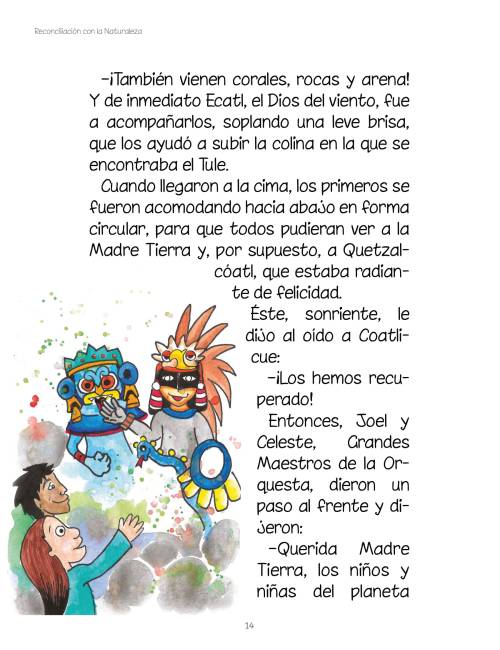 Reconciliación con la Naturaleza
–¡También vienen corales, rocas y arena!
Y de inmediato Ecatl, el Dios del viento, fue
a acompañarlos, soplando una leve brisa,
que los ayudó a subir la colina en la que se
encontraba el Tule.
Cuando llegaron a la cima, los primeros se
fueron acomodando hacia abajo en forma
circular, para que todos pudieran ver a la
Madre Tierra y, por supuesto, a Quetzal-
cóatl, que estaba radian-
te de felicidad.
Éste, sonriente, le
dijo al oído a Coatli-
cue:
–¡Los hemos recu-
perado!
Entonces, Joel y
Celeste, Grandes
Maestros de la Or-
questa, dieron un
paso al frente y di-
jeron:
–Querida Madre
Tierra, los niños y
niñas del planeta
14